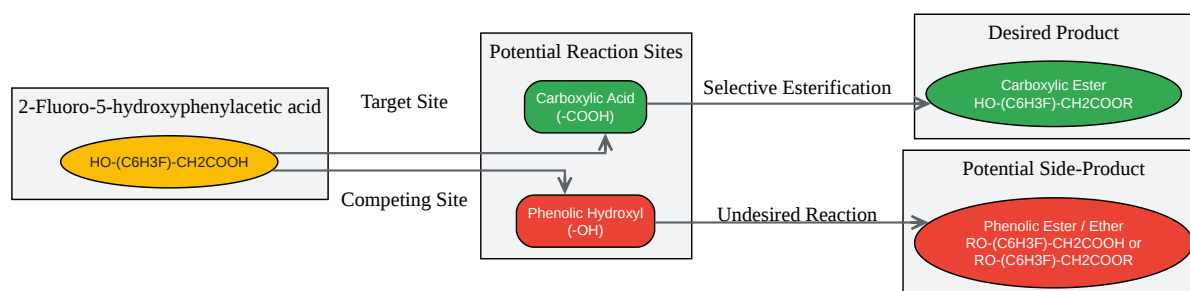 2-Fluoro-5-hydroxyphenylacetic acid
HO-(C6H3F)-CH2COOH
Target Site
Competing Site
Potential Reaction Sites
Carboxylic Acid
(-COOH)
Phenolic Hydroxyl
(-OH)
Selective Esterification
Undesired Reaction
Desired Product
Carboxylic Ester
HO-(C6H3F)-CH2COOR
Potential Side-Product
Phenolic Ester / Ether
RO-(C6H3F)-CH2COOH or
RO-(C6H3F)-CH2COOR